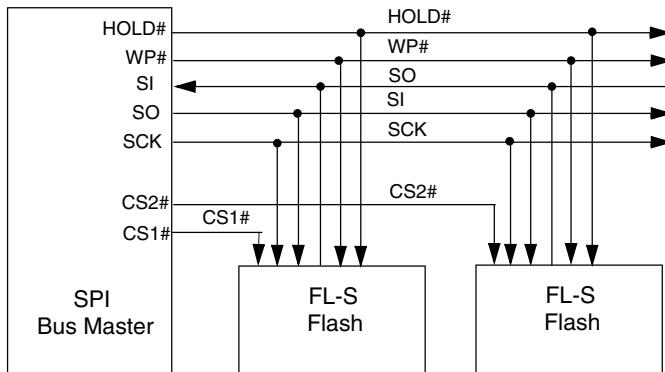 HOLD# HOLD#
WP# WP#
SI SO
SO SI
SCK SCK
CS2# CS2#
CS1# CS1#
SPI
Bus Master
FL-S
Flash
FL-S
Flash